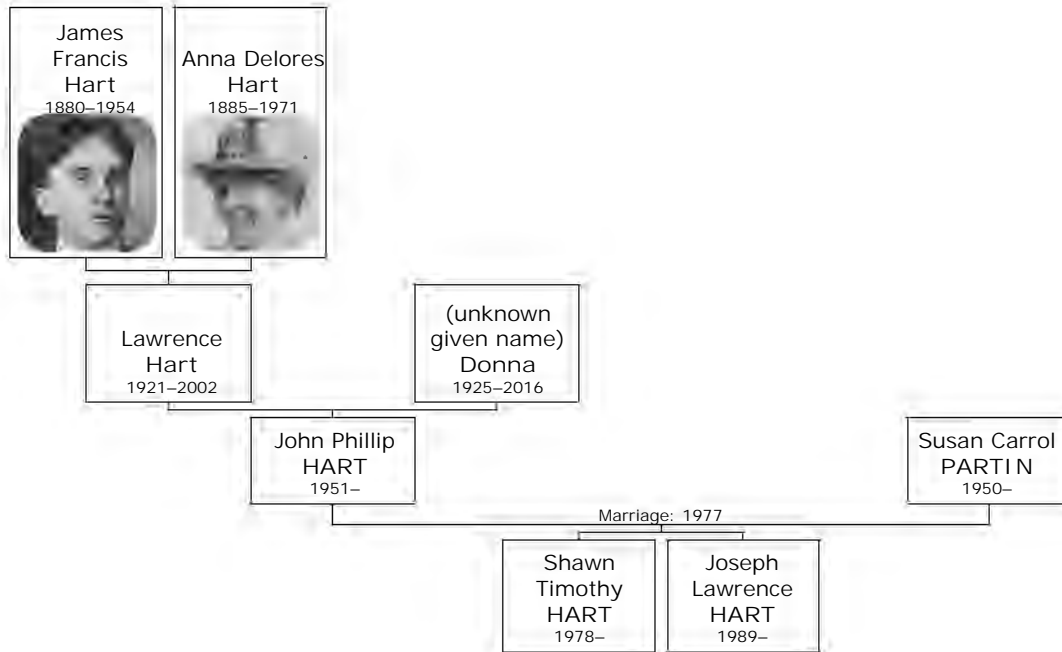 James
Francis
Hart
1880–1954
Anna Delores
Hart
1885–1971
Lawrence
Hart
1921–2002
(unknown
given name)
Donna
1925–2016
John Phillip
HART
1951–
Susan Carrol
PARTIN
1950–
Marriage: 1977
Shawn
Timothy
HART
1978–
Joseph
Lawrence
HART
1989–